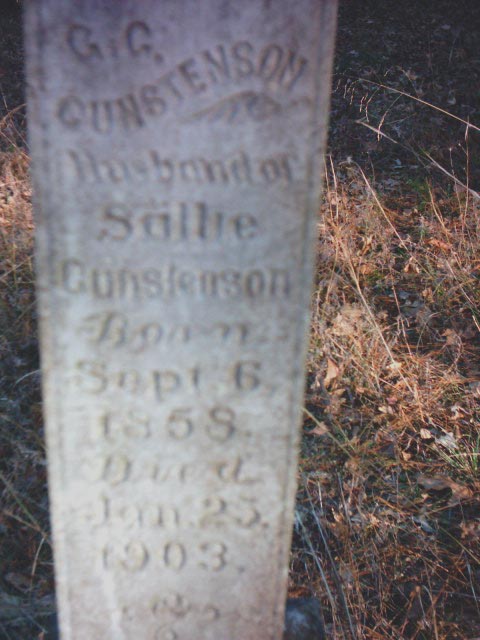 G. C.
GUNSTENSON
Husband of
Sallie
Gunstenson
Born
Sept. 6
1858.
Died
Jan. 25.
1903.